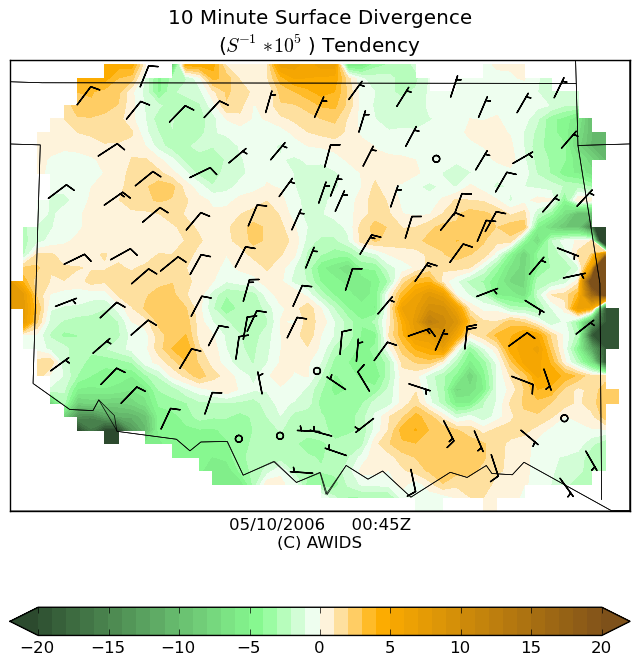 10 Minute Surface Divergence
(S⁻¹ *10⁵ ) Tendency
05/10/2006 00:45Z
(C) AWIDS
−20 −15 −10 −5 0 5 10 15 20